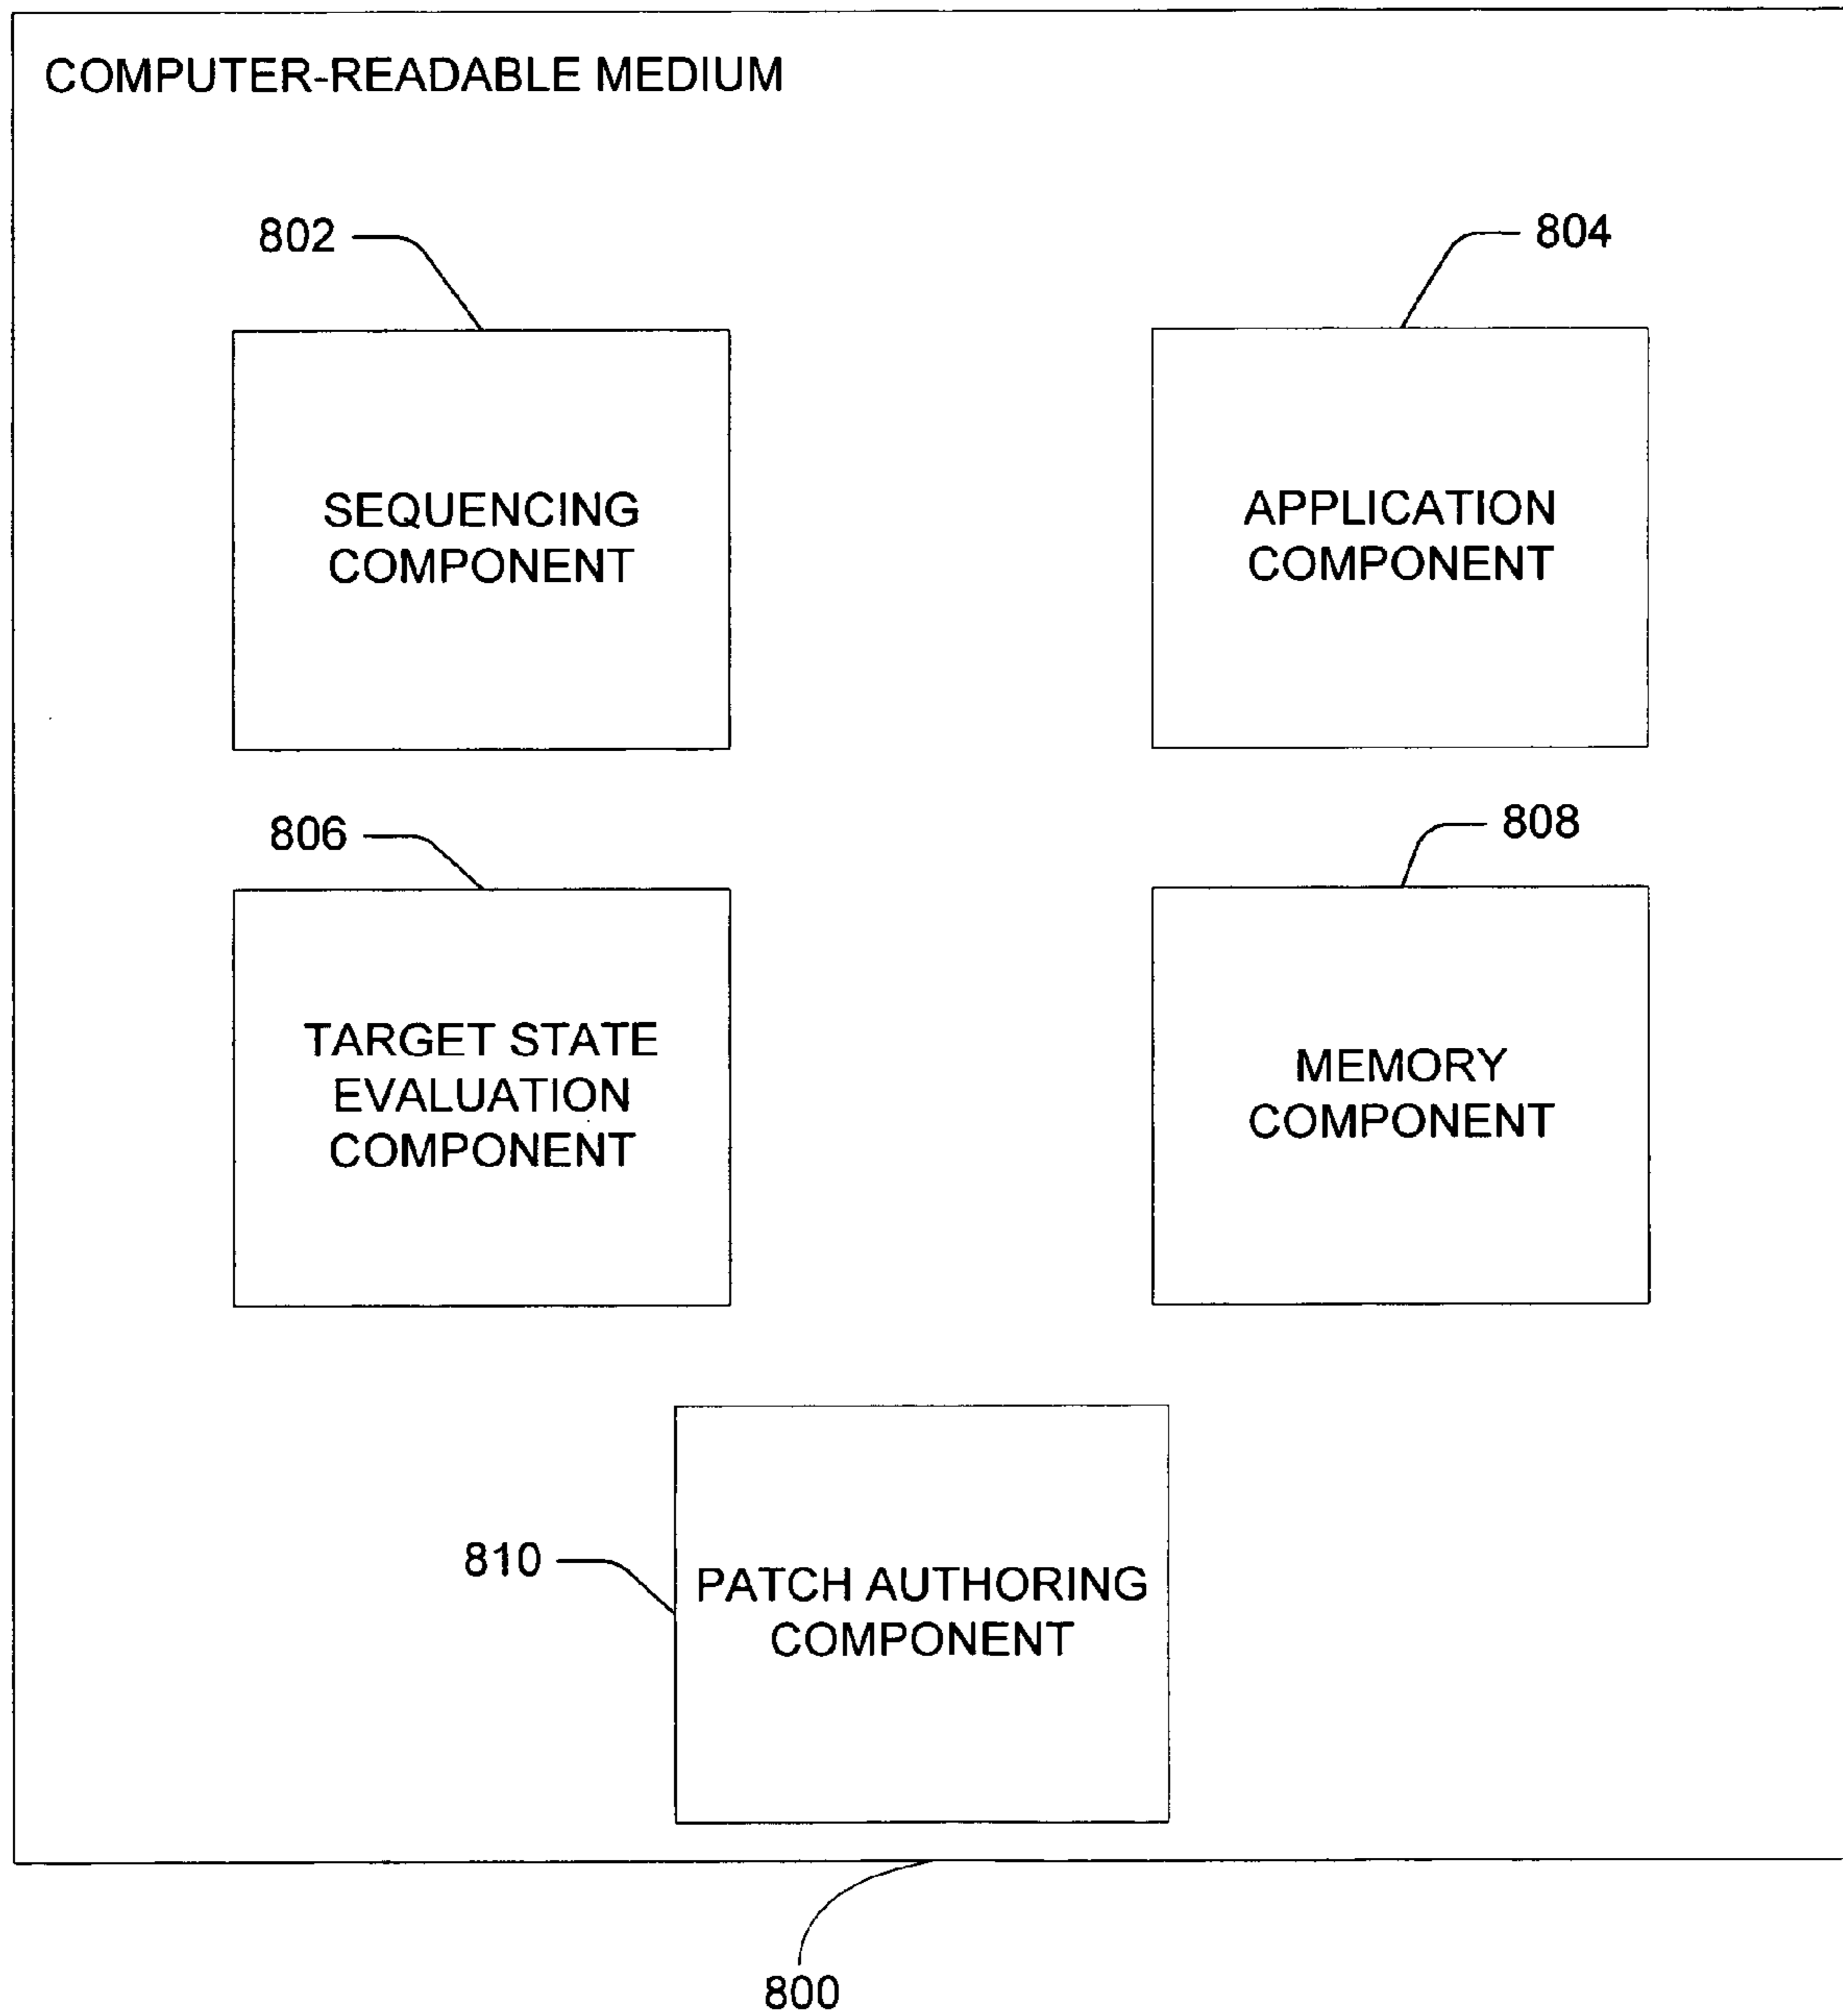 COMPUTER-READABLE MEDIUM
802
804
SEQUENCING
COMPONENT
APPLICATION
COMPONENT
806
808
TARGET STATE
EVALUATION
COMPONENT
MEMORY
COMPONENT
810
PATCH AUTHORING
COMPONENT
800